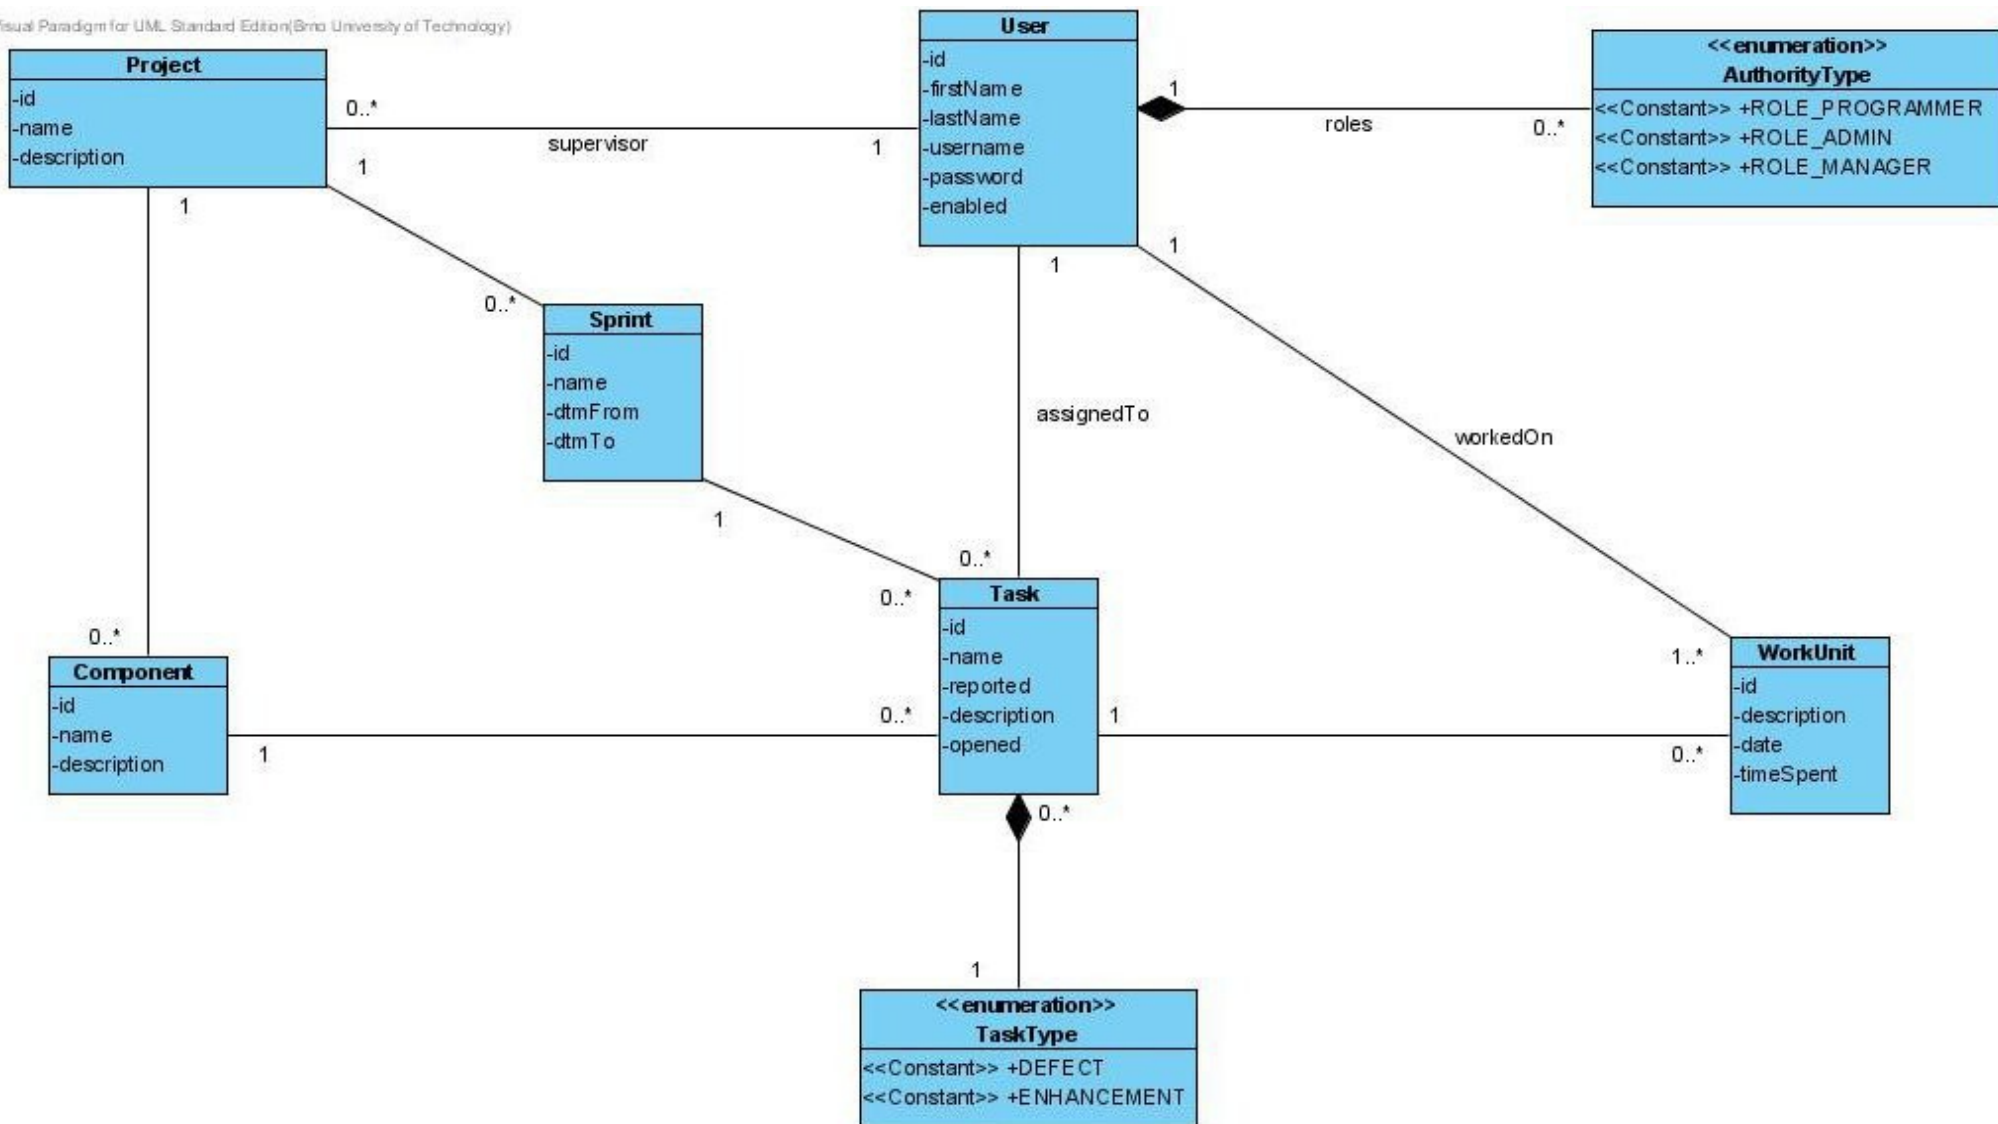 isual Paradigm for UML Standard Edition(Brno University of Technology)
Project
-id
-name
-description
0..*
supervisor
1
1
1
User
-id
-firstName
-lastName
-username
-password
-enabled
1
roles
0..*
<<enumeration>>
AuthorityType
<<Constant>> +ROLE_PROGRAMMER
<<Constant>> +ROLE_ADMIN
<<Constant>> +ROLE_MANAGER
1
1
0..*
Sprint
-id
-name
-dtmFrom
-dtmTo
assignedTo
workedOn
1
0..*
0..*
Task
-id
-name
-reported
-description
-opened
0..*
Component
-id
-name
-description
1
0..*
1
1..*
0..*
WorkUnit
-id
-description
-date
-timeSpent
0..*
1
<<enumeration>>
TaskType
<<Constant>> +DEFECT
<<Constant>> +ENHANCEMENT